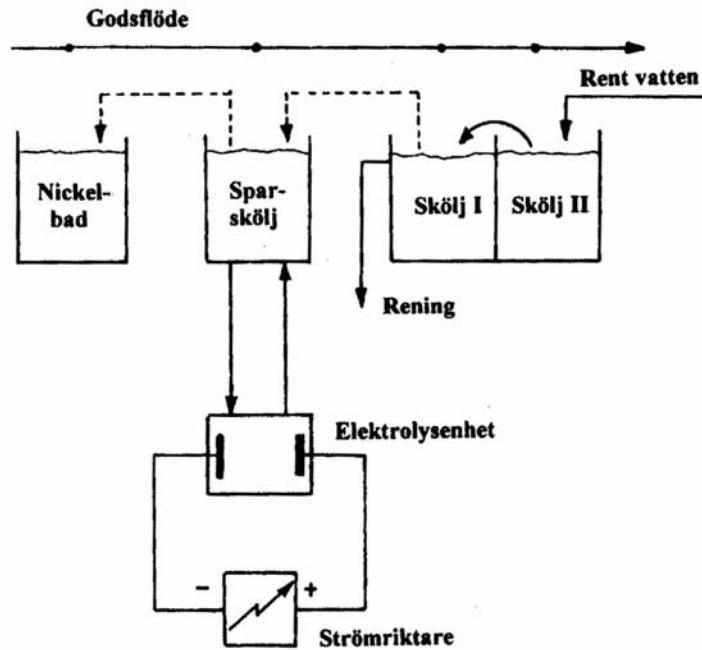 Godsflöde
Rent vatten
Nickel-
bad
Spar-
skölj
Skölj I
Skölj II
Rening
Elektrolysenhet
– +
Strömriktare